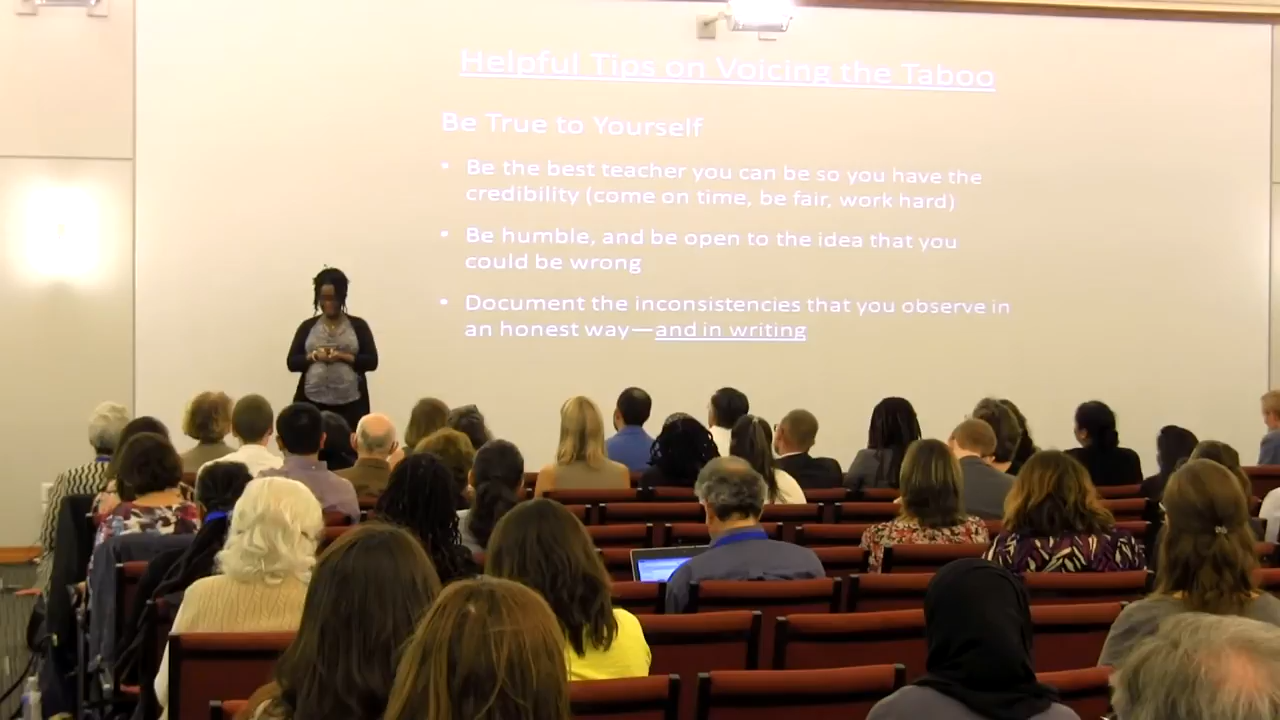 Helpful Tips on Voicing the Taboo
Be True to Yourself
• Be the best teacher you can be so you have the
credibility (come on time, be fair, work hard)
• Be humble, and be open to the idea that you
could be wrong
• Document the inconsistencies that you observe in
an honest way—and in writing